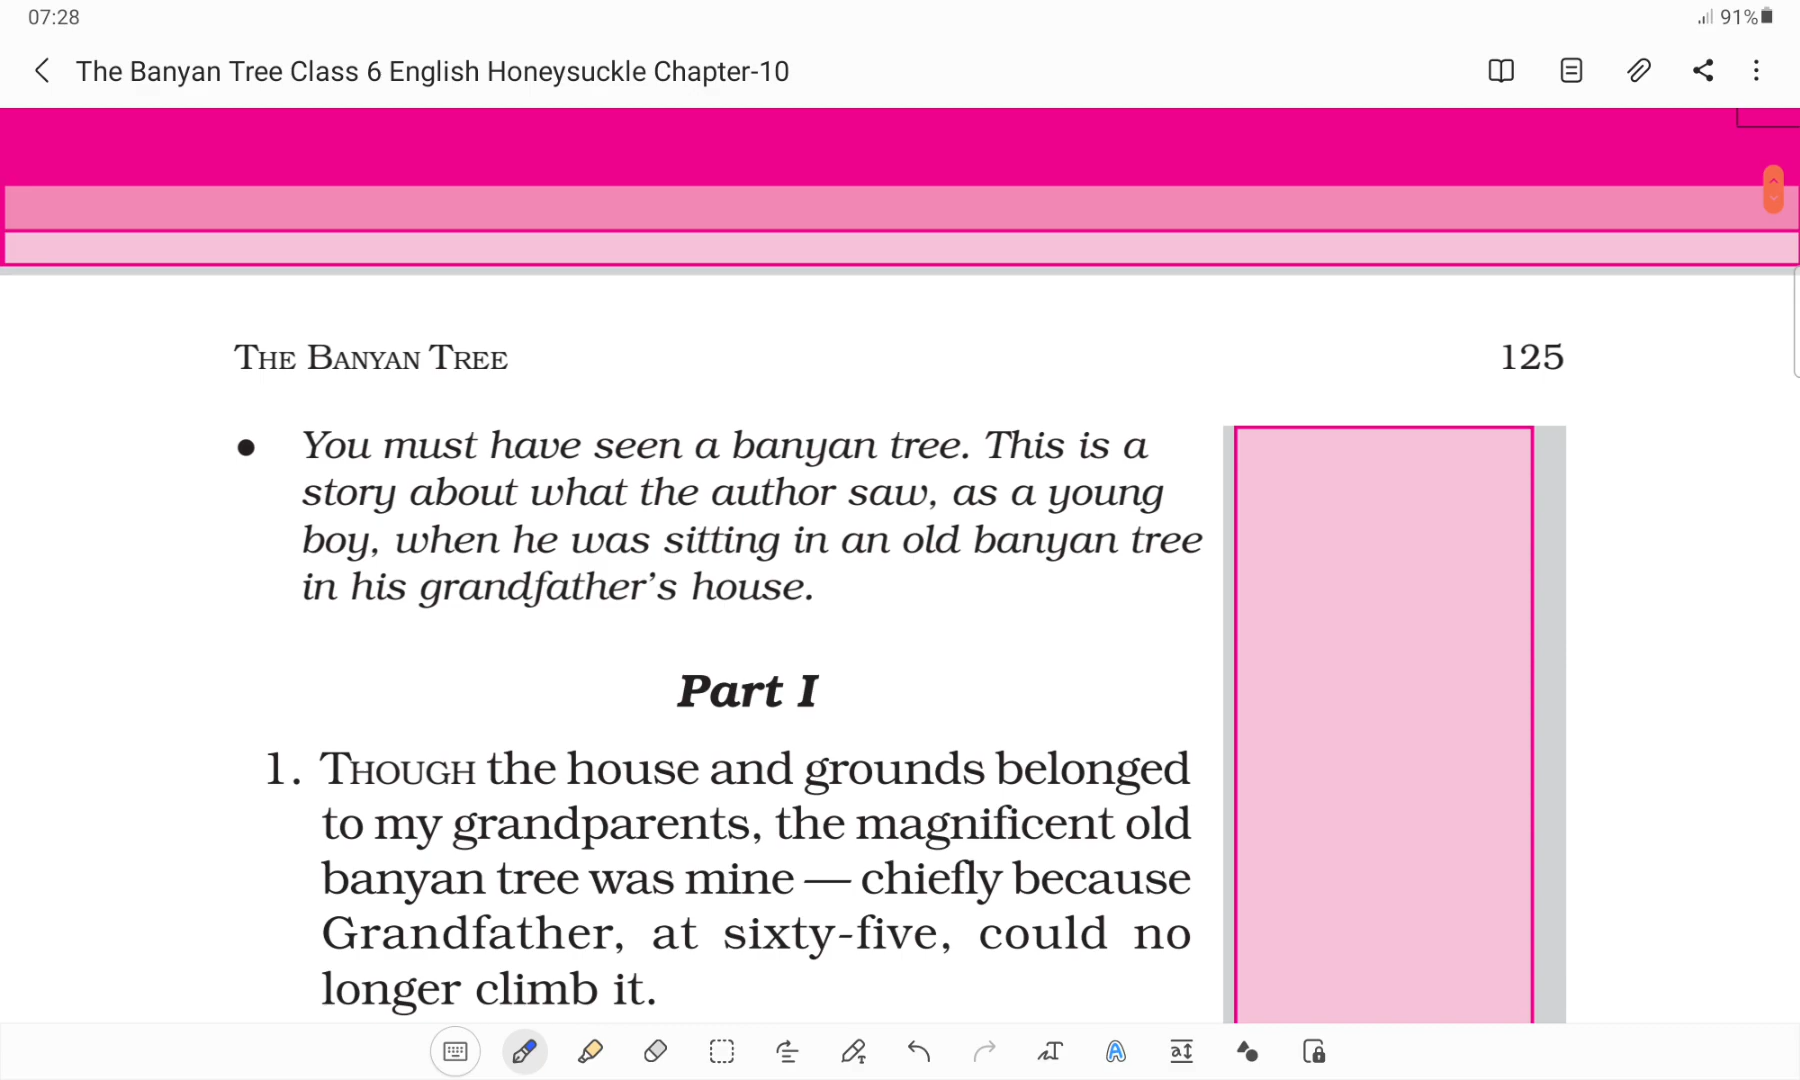 07:28
91%
The Banyan Tree Class 6 English Honeysuckle Chapter-10
THE BANYAN TREE
125
• You must have seen a banyan tree. This is a
story about what the author saw, as a young
boy, when he was sitting in an old banyan tree
in his grandfather's house.
Part I
1. THOUGH the house and grounds belonged
to my grandparents, the magnificent old
banyan tree was mine — chiefly because
Grandfather, at sixty-five, could no
longer climb it.